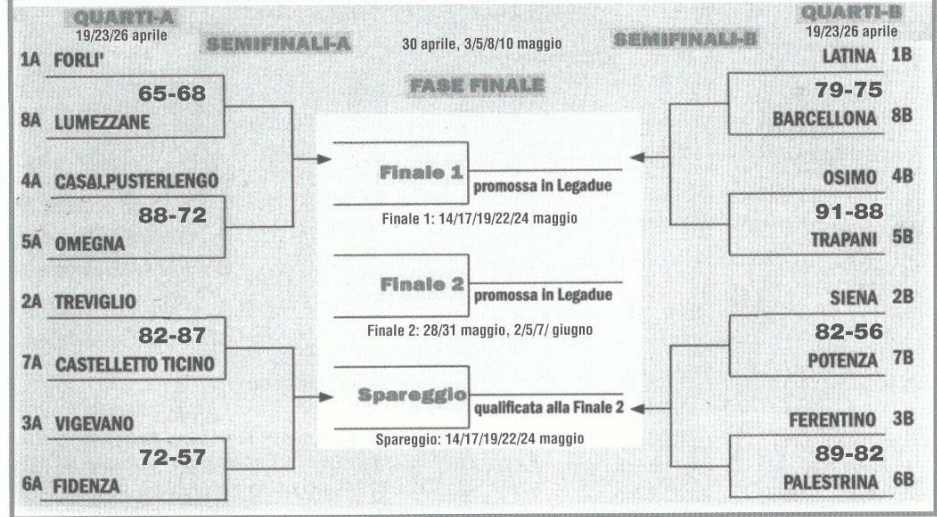 QUARTI-A
19/23/26 aprile
SEMIFINALI-A
1A FORLI'
65-68
8A LUMEZZANE
4A CASALPUSTERLENGO
88-72
5A OMEGNA
2A TREVIGLIO
82-87
7A CASTELLETTO TICINO
3A VIGEVANO
72-57
6A FIDENZA
30 aprile, 3/5/8/10 maggio
FASE FINALE
Finale 1
promossa in Legadue
Finale 1: 14/17/19/22/24 maggio
Finale 2
promossa in Legadue
Finale 2: 28/31 maggio, 2/5/7/ giugno
Spareggio
qualificata alla Finale 2
Spareggio: 14/17/19/22/24 maggio
QUARTI-B
19/23/26 aprile
SEMIFINALI-B
LATINA 1B
79-75
BARCELLONA 8B
OSIMO 4B
91-88
TRAPANI 5B
SIENA 2B
82-56
POTENZA 7B
FERENTINO 3B
89-82
PALESTRINA 6B